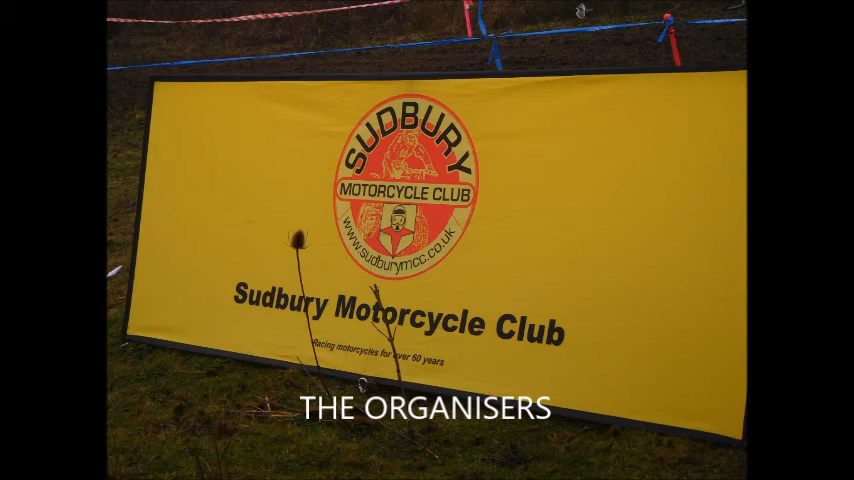 SUDBURY
MOTORCYCLE CLUB
www.sudburymcc.co.uk
Sudbury Motorcycle Club
Racing motorcycles for over 60 years
THE ORGANISERS